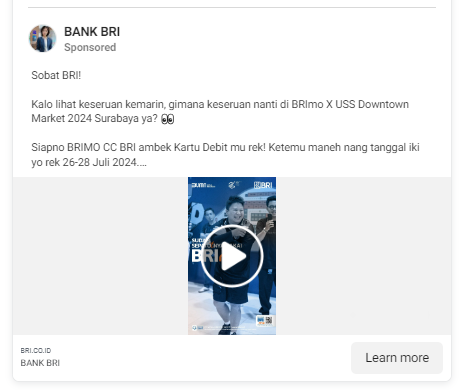 BANK BRI
Sponsored
Sobat BRI!
Kalo lihat keseruan kemarin, gimana keseruan nanti di BRImo X USS Downtown
Market 2024 Surabaya ya? 👀
Siapno BRIMO CC BRI ambek Kartu Debit mu rek! Ketemu maneh nang tanggal iki
yo rek 26-28 Juli 2024....
BRI
BRI.CO.ID
BANK BRI
Learn more